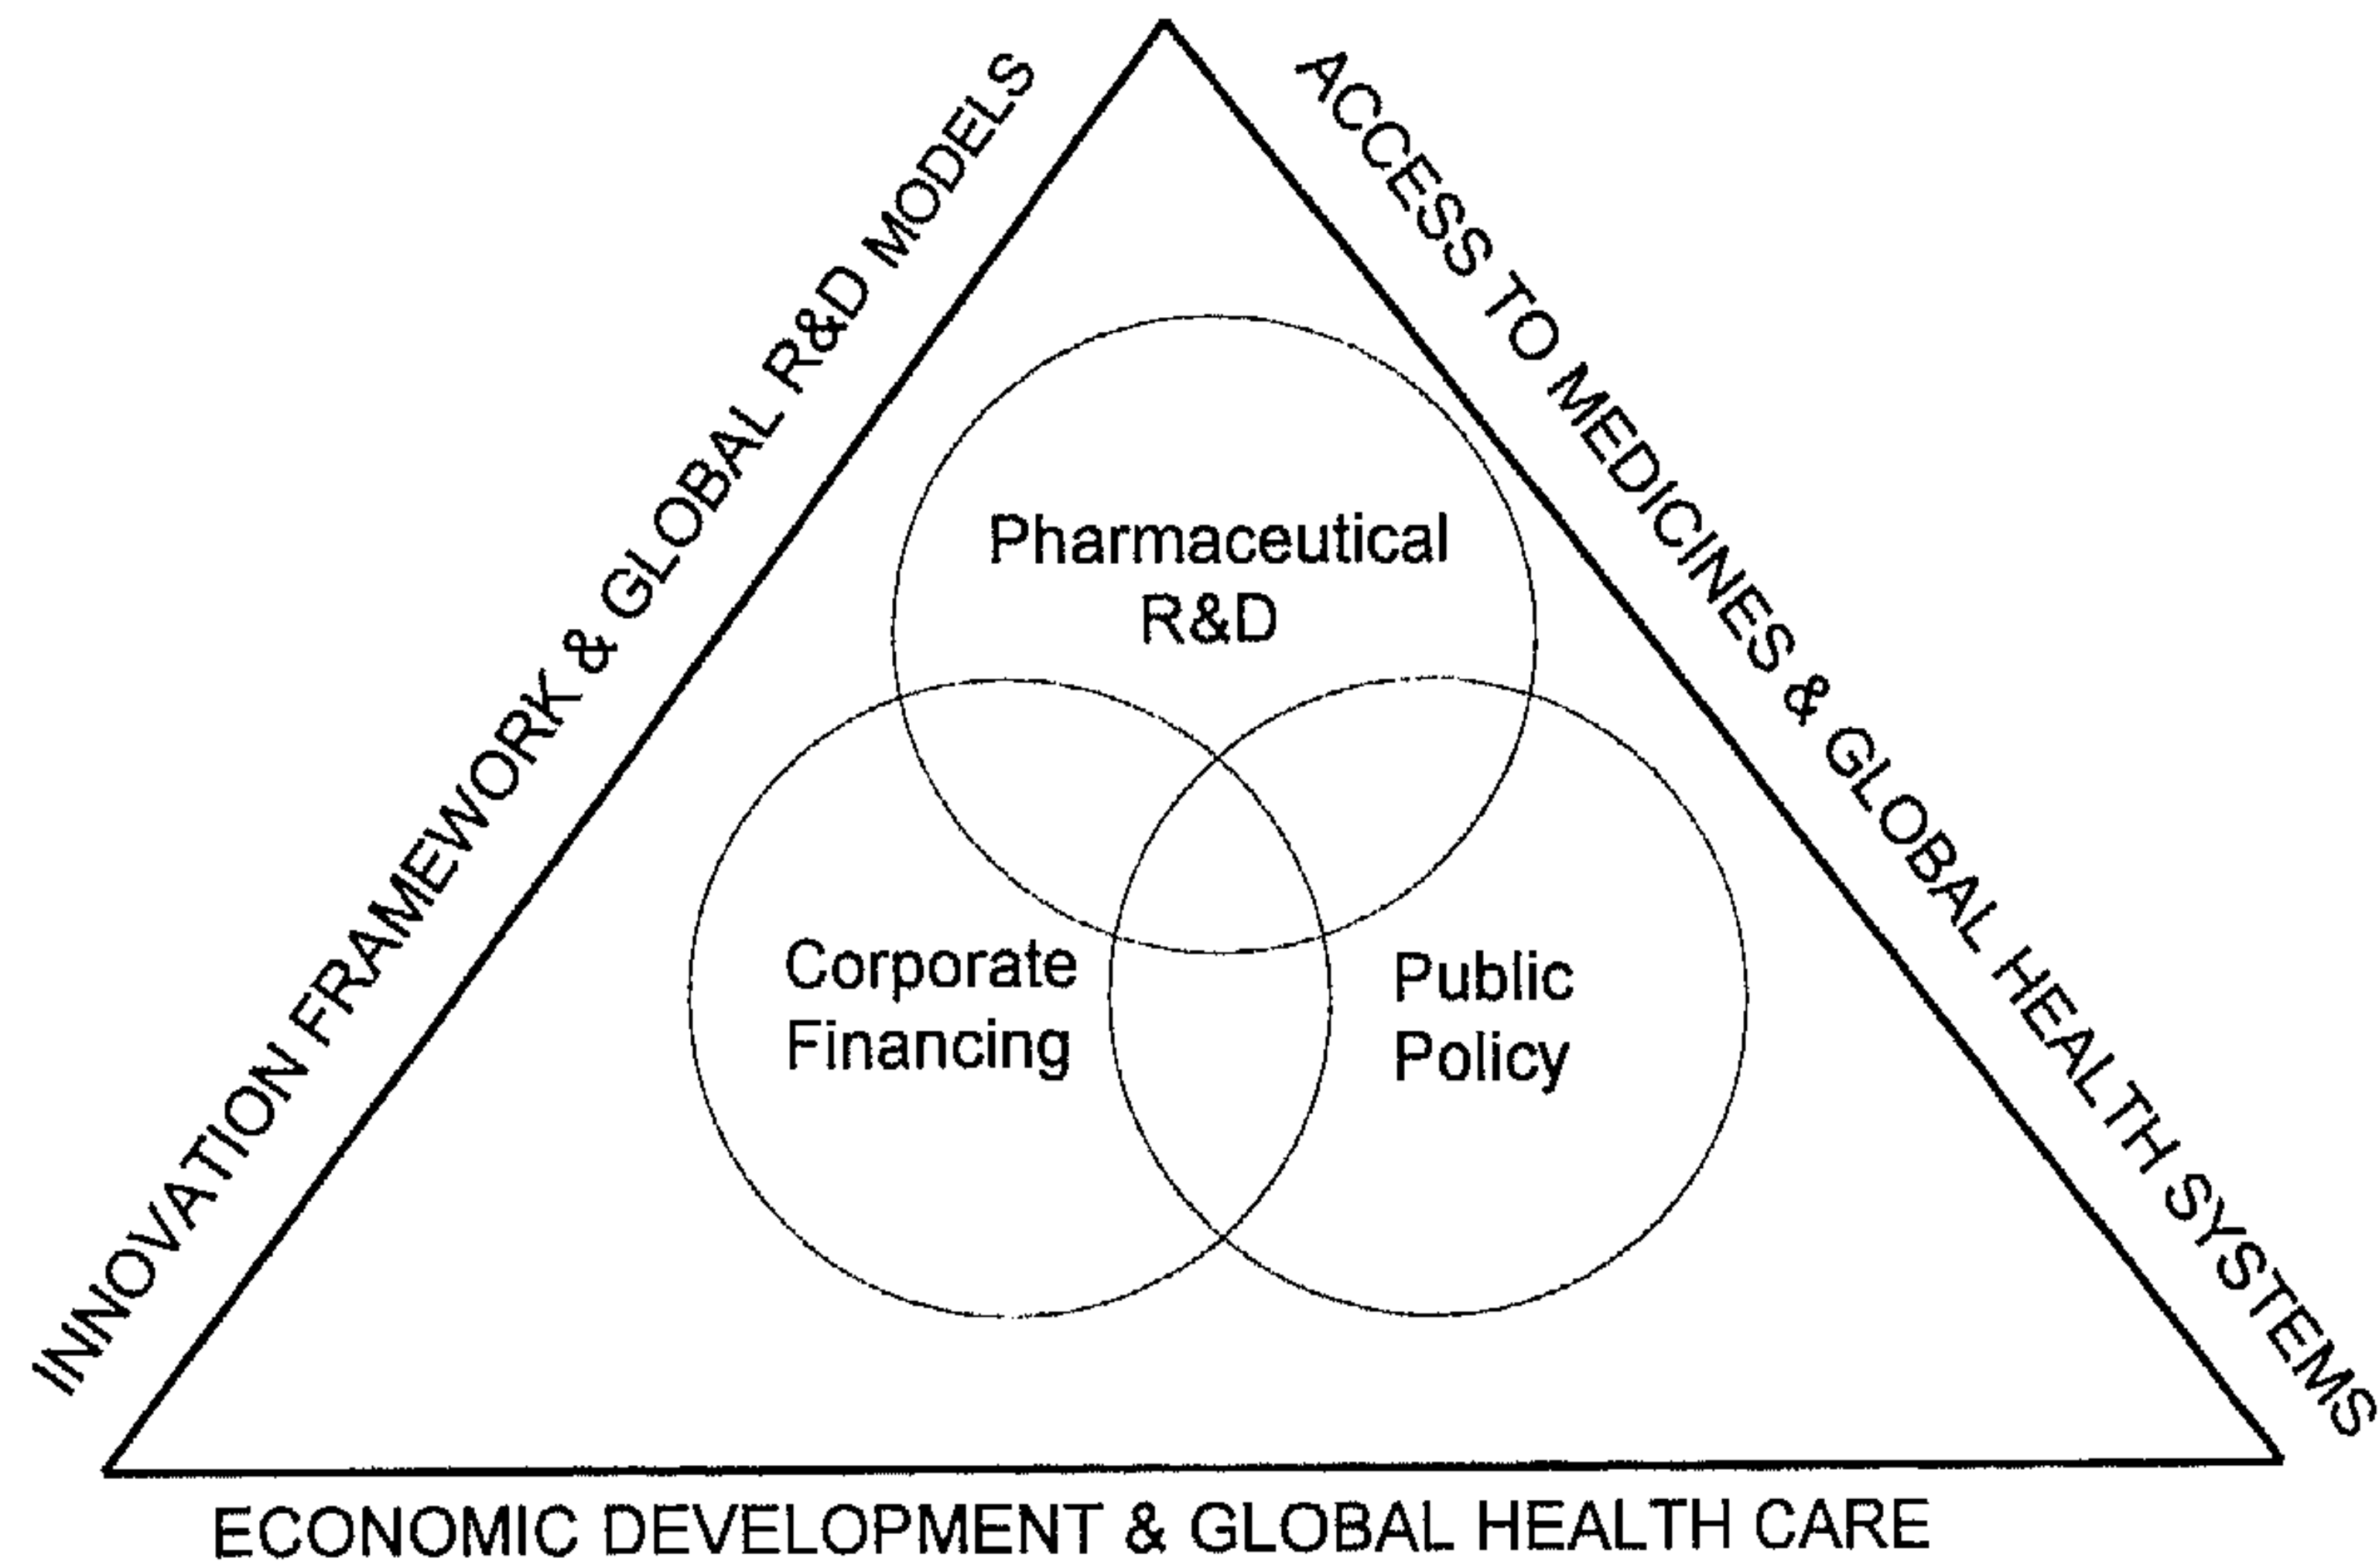 INNOVATION FRAMEWORK & GLOBAL R&D MODELS
ACCESS TO MEDICINES & GLOBAL HEALTH SYSTEMS
Pharmaceutical
R&D
Corporate
Financing
Public
Policy
ECONOMIC DEVELOPMENT & GLOBAL HEALTH CARE